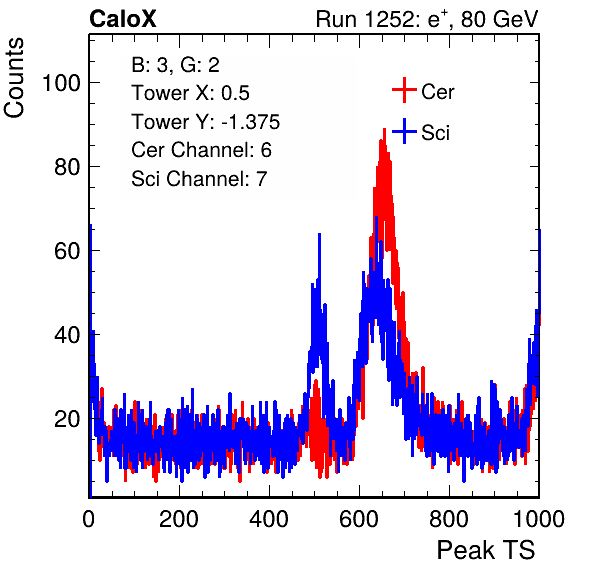 CaloX
Run 1252: e+, 80 GeV
Counts
B: 3, G: 2
Tower X: 0.5
Tower Y: -1.375
Cer Channel: 6
Sci Channel: 7
Cer
Sci
100
80
60
40
20
0 200 400 600 800 1000
Peak TS